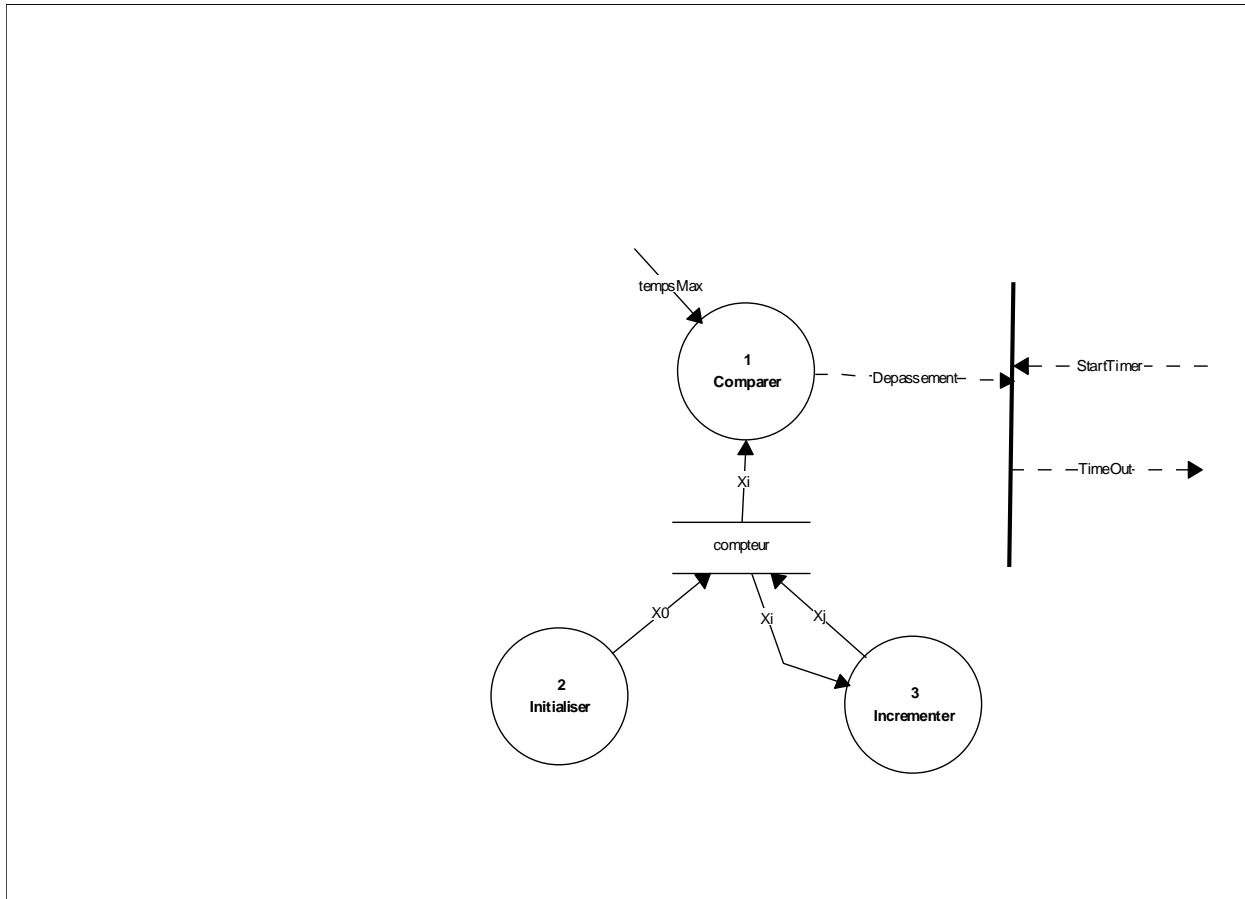 tempsMax
1
Comparer
Depassement
StartTimer
TimeOut
Xi
compteur
X0
Xi
Xj
2
Initialiser
3
Incrementer